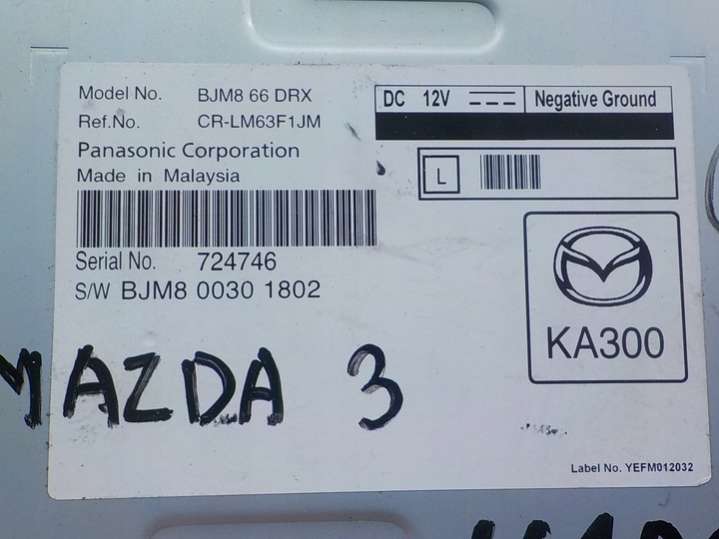 Model No. BJM8 66 DRX
Ref.No. CR-LM63F1JM
Panasonic Corporation
Made in Malaysia
DC 12V Negative Ground
L
Serial No. 724746
S/W BJM8 0030 1802
KA300
MAZDA 3
Label No. YEFM012032